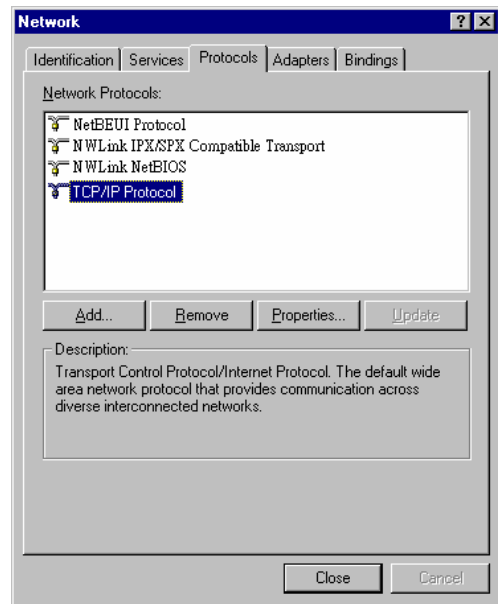 Network
Identification Services Protocols Adapters Bindings
Network Protocols:
NetBEUI Protocol
NWLink IPX/SPX Compatible Transport
NWLink NetBIOS
TCP/IP Protocol
Add... Remove Properties... Update
Description:
Transport Control Protocol/Internet Protocol. The default wide
area network protocol that provides communication across
diverse interconnected networks.
Close Cancel